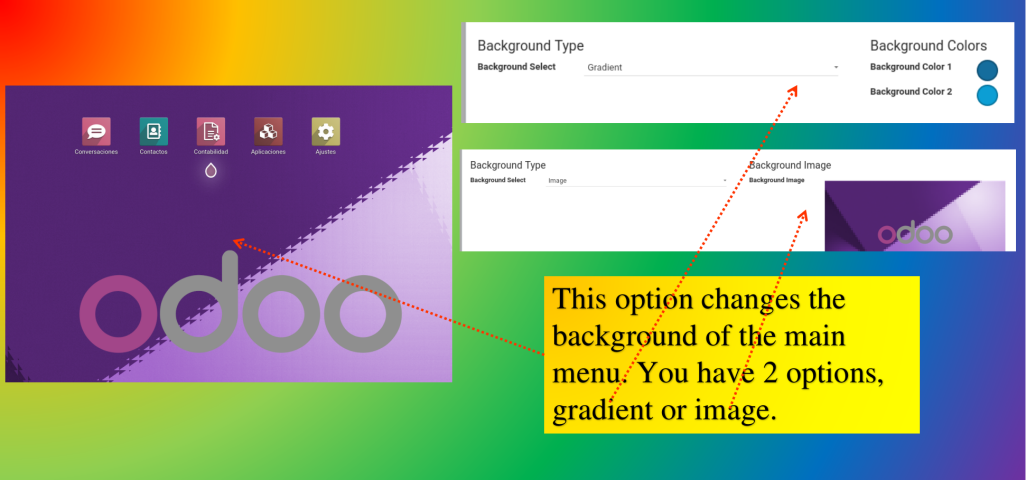 Conversaciones
Contactos
Contabilidad
Aplicaciones
Ajustes
odoo
Background Type
Background Select
Gradient
Background Colors
Background Color 1
Background Color 2
Background Type
Background Select
Image
Background Image
Background Image
odoo
This option changes the
background of the main
menu. You have 2 options,
gradient or image.